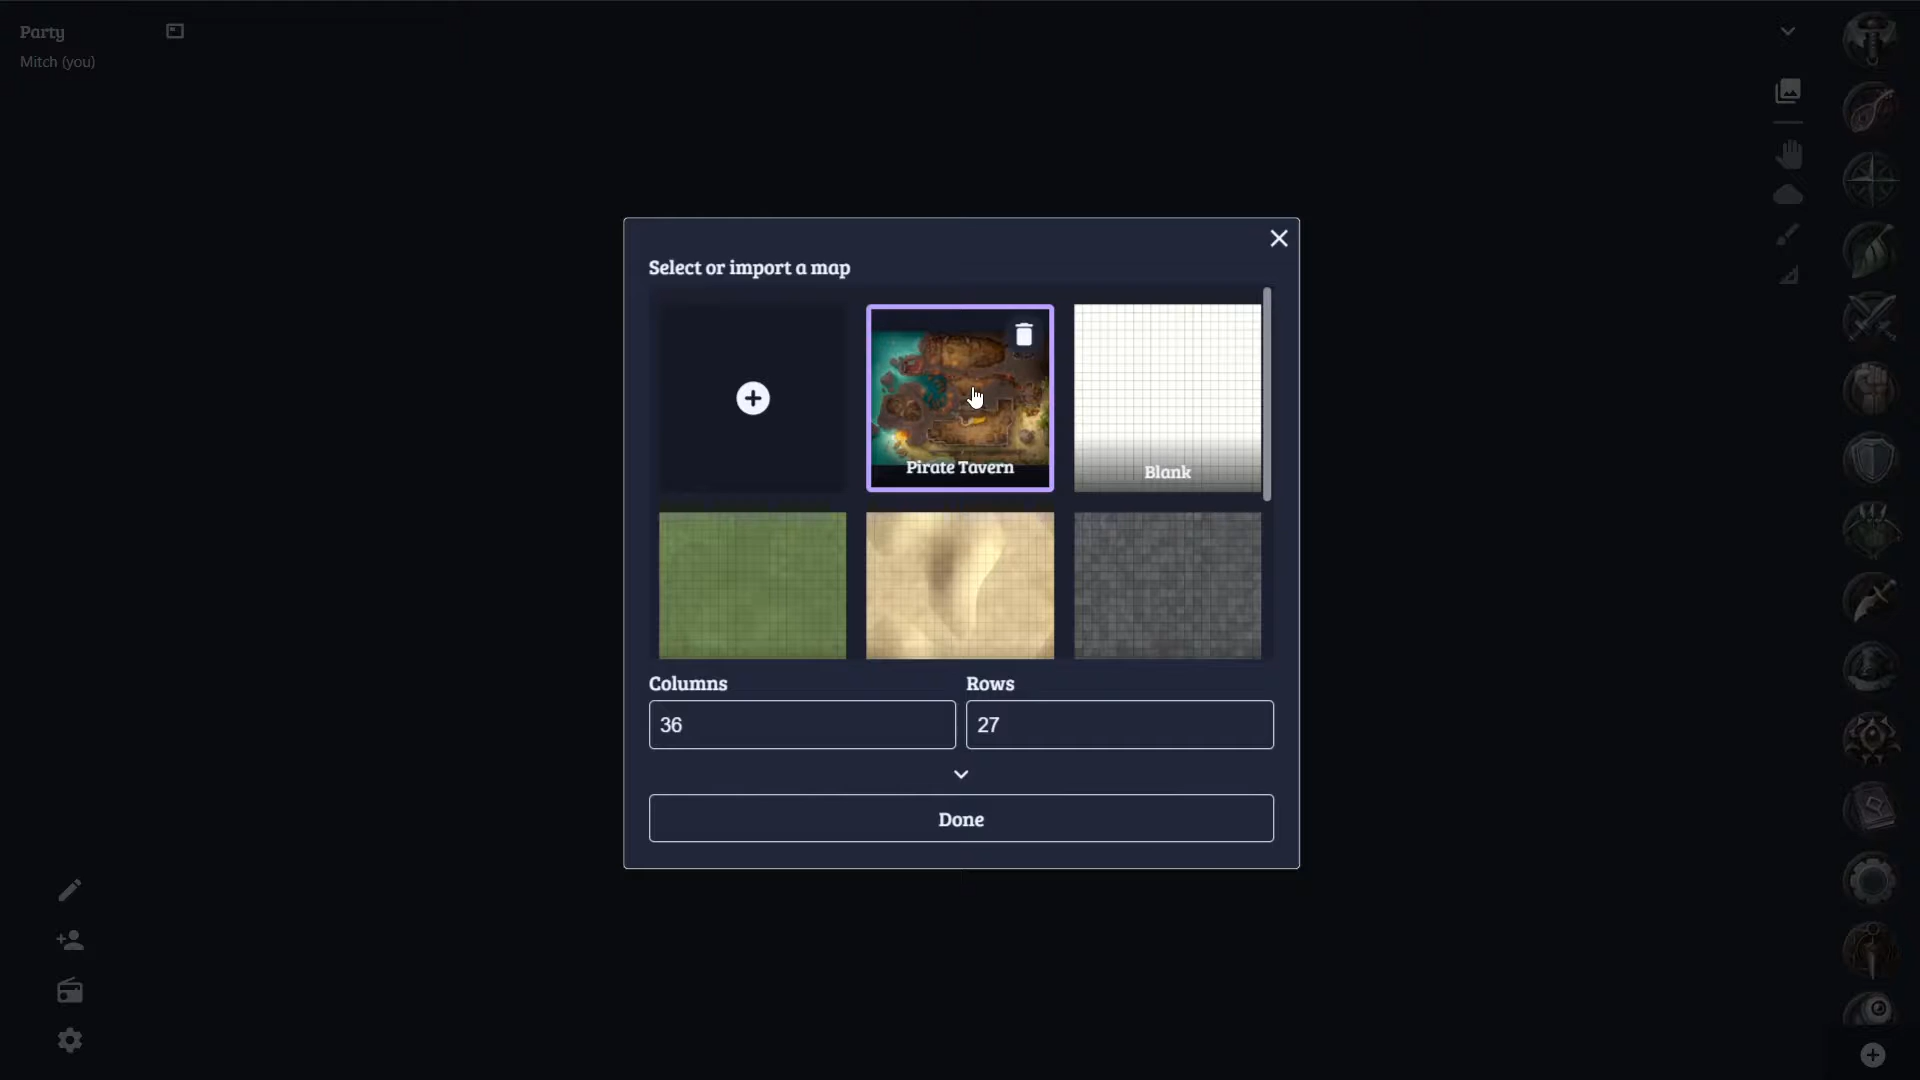 Party
Mitch (you)
Select or import a map
Pirate Tavern
Blank
Columns
Rows
36
27
Done